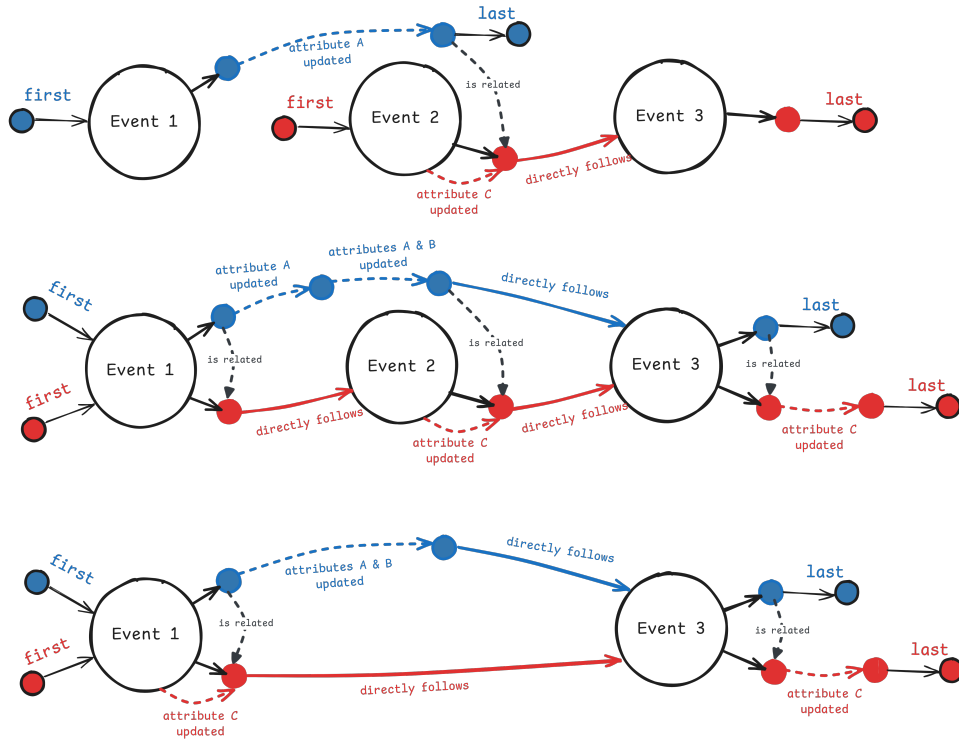 last
attribute A
updated
first
Event 1
first
Event 2
is related
Event 3
last
directly follows
attribute C
updated
attributes A & B
updated
attribute A
updated
directly follows
first
last
Event 1
is related
Event 2
is related
Event 3
is related
first
directly follows
attribute C
updated
directly follows
last
attribute C
updated
directly follows
first
attributes A & B
updated
last
Event 1
is related
Event 3
is related
first
directly follows
last
attribute C
updated
attribute C
updated